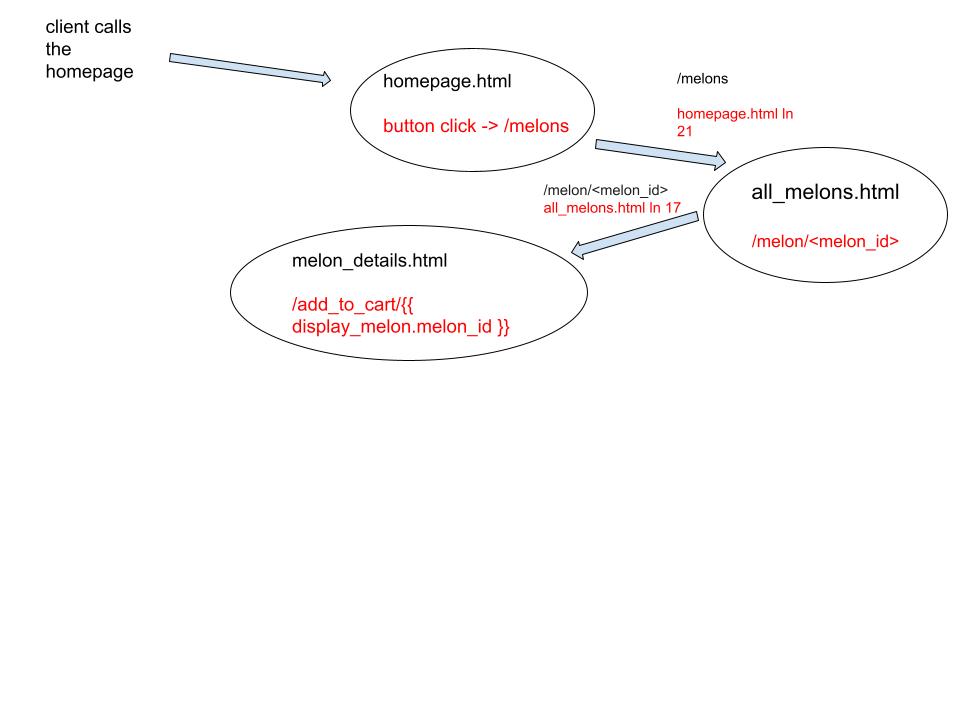 client calls
the
homepage
homepage.html
button click -> /melons
/melons
homepage.html ln
21
/melon/<melon_id>
all_melons.html ln 17
all_melons.html
/melon/<melon_id>
melon_details.html
/add_to_cart/{{
display_melon.melon_id }}